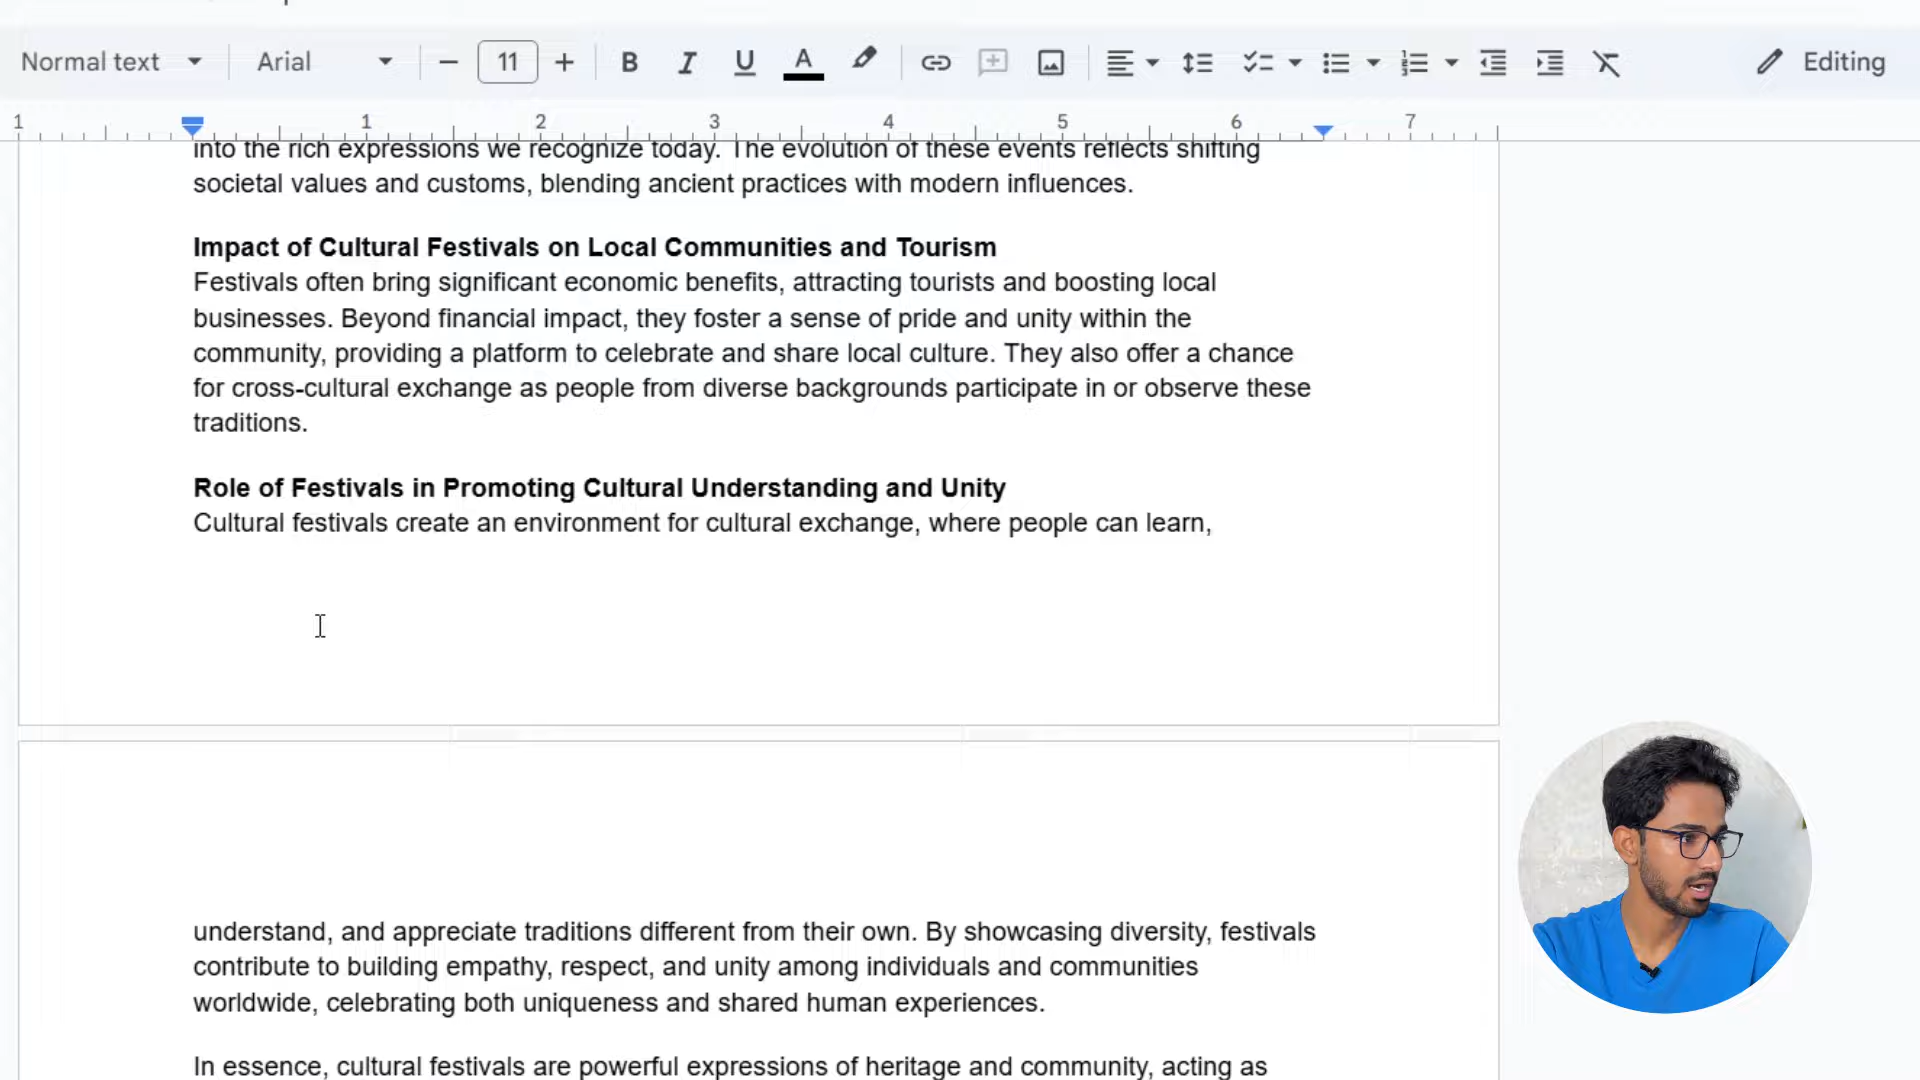 Normal text
Arial
11
B
I
U
A
Editing
1
1
2
3
4
5
6
7
into the rich expressions we recognize today. The evolution of these events reflects shifting
societal values and customs, blending ancient practices with modern influences.
Impact of Cultural Festivals on Local Communities and Tourism
Festivals often bring significant economic benefits, attracting tourists and boosting local
businesses. Beyond financial impact, they foster a sense of pride and unity within the
community, providing a platform to celebrate and share local culture. They also offer a chance
for cross-cultural exchange as people from diverse backgrounds participate in or observe these
traditions.
Role of Festivals in Promoting Cultural Understanding and Unity
Cultural festivals create an environment for cultural exchange, where people can learn,
understand, and appreciate traditions different from their own. By showcasing diversity, festivals
contribute to building empathy, respect, and unity among individuals and communities
worldwide, celebrating both uniqueness and shared human experiences.
In essence, cultural festivals are powerful expressions of heritage and community, acting as